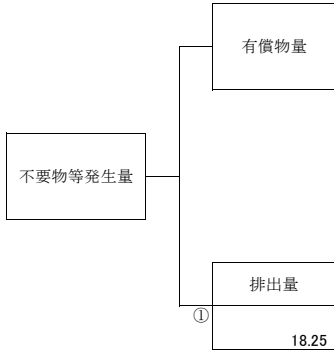 有償物量
不要物等発生量
排出量
①
18.25